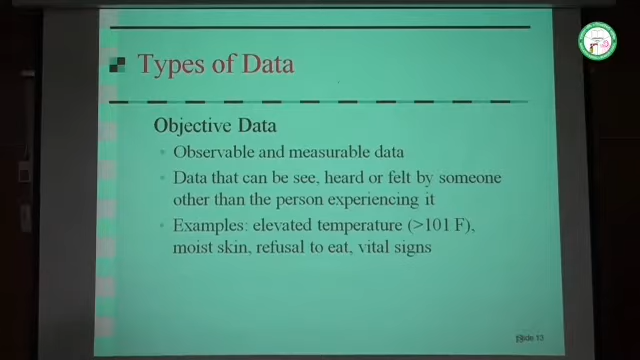 Types of Data
Objective Data
Observable and measurable data
Data that can be see, heard or felt by someone
other than the person experiencing it
Examples: elevated temperature (>101 F),
moist skin, refusal to eat, vital signs
Slide 13